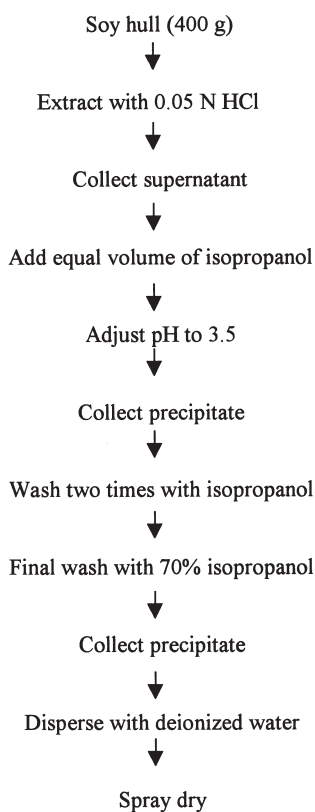 Soy hull (400 g)
Extract with 0.05 N HCl
Collect supernatant
Add equal volume of isopropanol
Adjust pH to 3.5
Collect precipitate
Wash two times with isopropanol
Final wash with 70% isopropanol
Collect precipitate
Disperse with deionized water
Spray dry